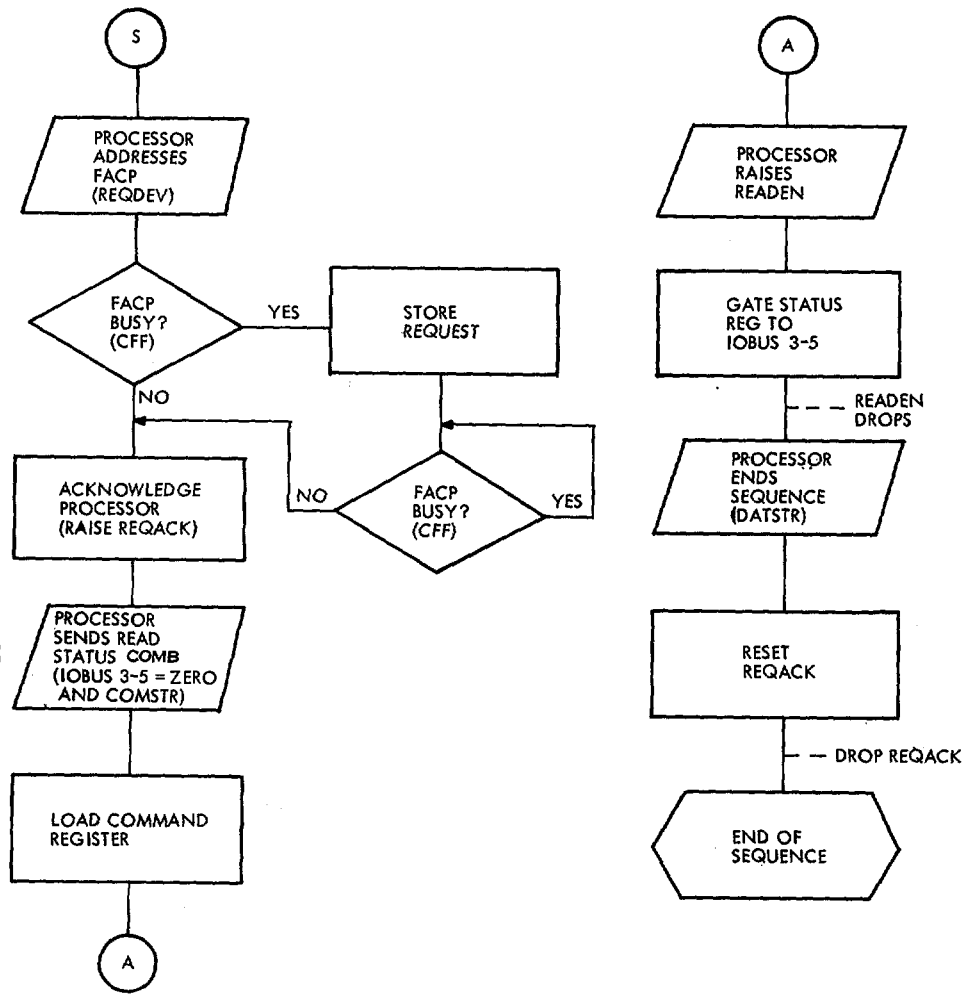 S
PROCESSOR
ADDRESSES
FACP
(REQDEV)
FACP
BUSY?
(CFF)
YES
NO
STORE
REQUEST
FACP
BUSY?
(CFF)
NO
YES
ACKNOWLEDGE
PROCESSOR
(RAISE REQACK)
PROCESSOR
SENDS READ
STATUS COMB
(IOBUS 3-5 = ZERO
AND COMSTR)
LOAD COMMAND
REGISTER
A
A
PROCESSOR
RAISES
READEN
GATE STATUS
REG TO
IOBUS 3-5
READEN
DROPS
PROCESSOR
ENDS
SEQUENCE
(DATSTR)
RESET
REQACK
DROP REQACK
END OF
SEQUENCE